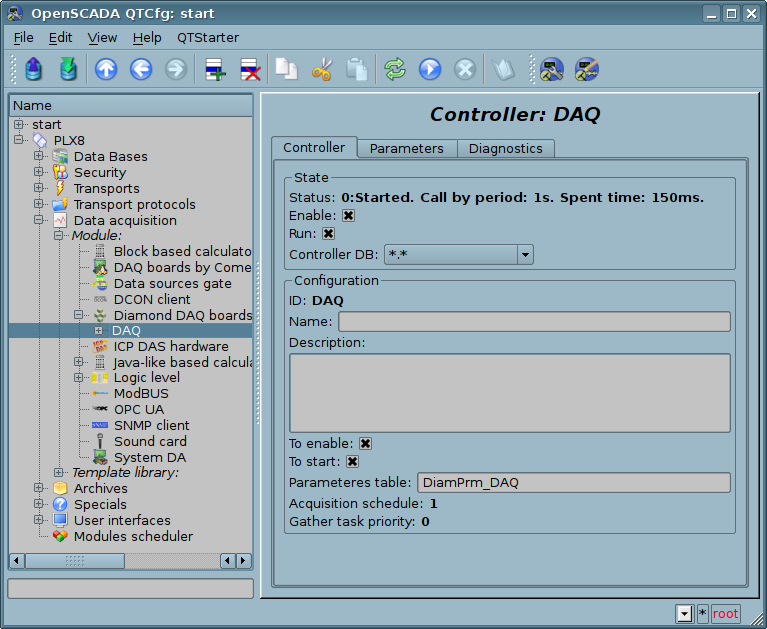 OpenSCADA QTCfg: start
File Edit View Help QTStarter
Name
start
PLX8
Data Bases
Security
Transports
Transport protocols
Data acquisition
Module:
Block based calculato
DAQ boards by Come
Data sources gate
DCON client
Diamond DAQ boards
DAQ
ICP DAS hardware
Java-like based calcula
Logic level
ModBUS
OPC UA
SNMP client
Sound card
System DA
Template library:
Archives
Specials
User interfaces
Modules scheduler
Controller: DAQ
Controller Parameters Diagnostics
State
Status: 0:Started. Call by period: 1s. Spent time: 150ms.
Enable:
Run:
Controller DB: *.*
Configuration
ID: DAQ
Name:
Description:
To enable:
To start:
Parameteres table: DiamPrm_DAQ
Acquisition schedule: 1
Gather task priority: 0
* root